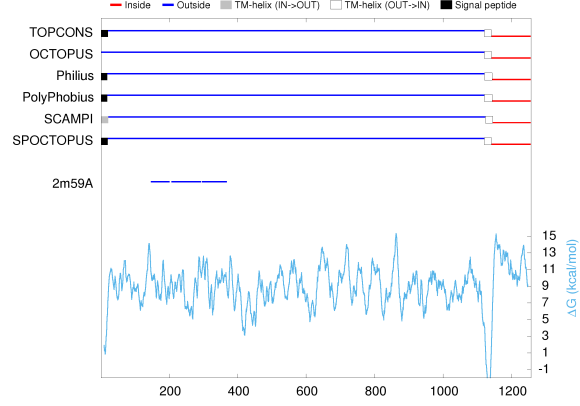 Inside Outside TM-helix (IN->OUT) TM-helix (OUT->IN) Signal peptide
TOPCONS
OCTOPUS
Philius
PolyPhobius
SCAMPI
SPOCTOPUS
2m59A
15
13
11
9
7
5
3
1
-1
ΔG (kcal/mol)
200 400 600 800 1000 1200